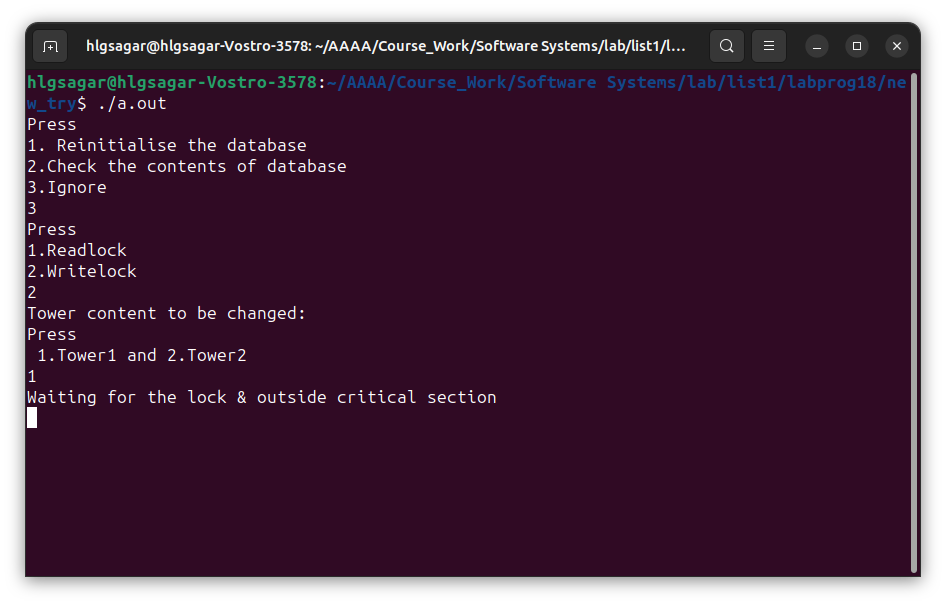 hlgsagar@hlgsagar-Vostro-3578: ~/AAAA/Course_Work/Software Systems/lab/list1/l...
hlgsagar@hlgsagar-Vostro-3578:~/AAAA/Course_Work/Software Systems/lab/list1/labprog18/ne
w_try$ ./a.out
Press
1. Reinitialise the database
2.Check the contents of database
3.Ignore
3
Press
1.Readlock
2.Writelock
2
Tower content to be changed:
Press
 1.Tower1 and 2.Tower2
1
Waiting for the lock & outside critical section